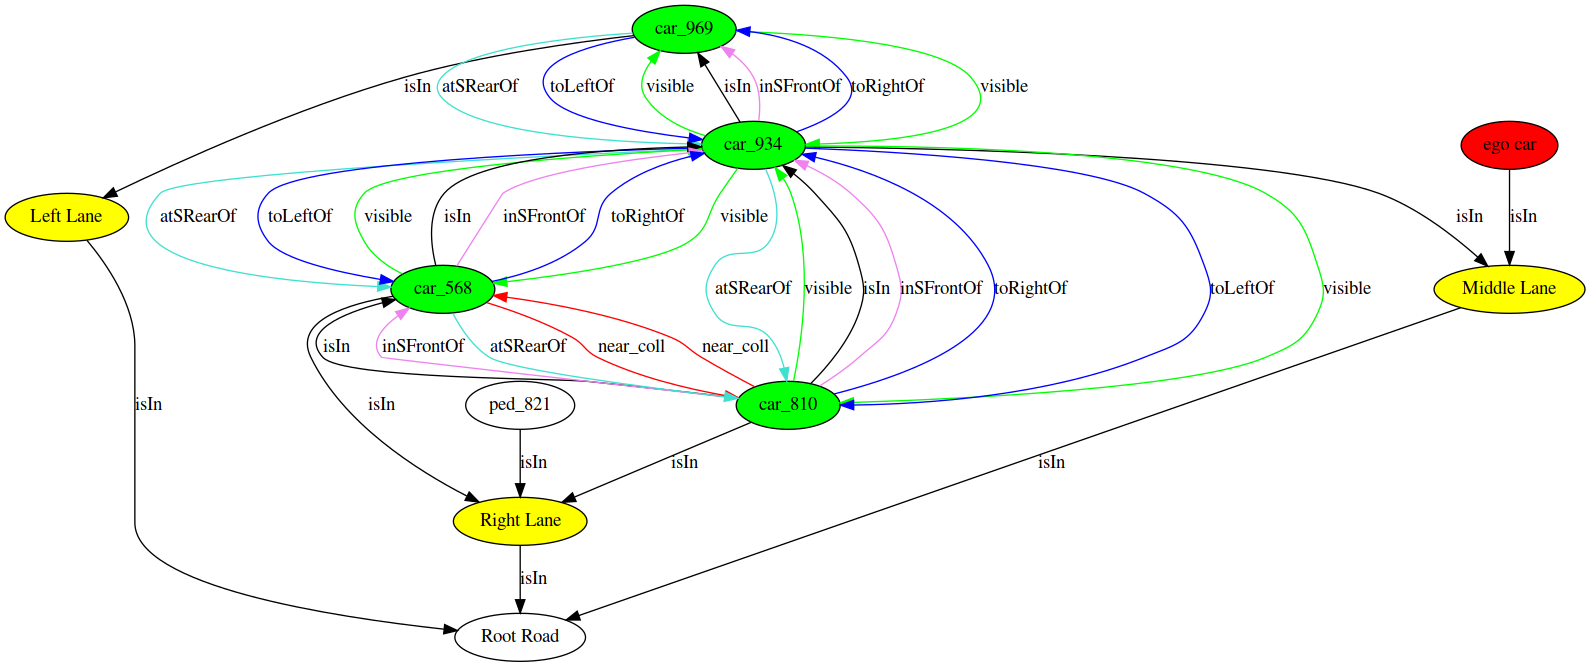 car_969
isIn
atSRearOf
toLeftOf
visible
isIn
inSFrontOf
toRightOf
visible
car_934
ego car
Left Lane
atSRearOf
toLeftOf
visible
isIn
inSFrontOf
toRightOf
visible
isIn
isIn
car_568
atSRearOf
visible
isIn
inSFrontOf
toRightOf
toLeftOf
visible
Middle Lane
isIn
inSFrontOf
atSRearOf
near_coll
near_coll
isIn
isIn
ped_821
car_810
isIn
isIn
isIn
Right Lane
isIn
Root Road